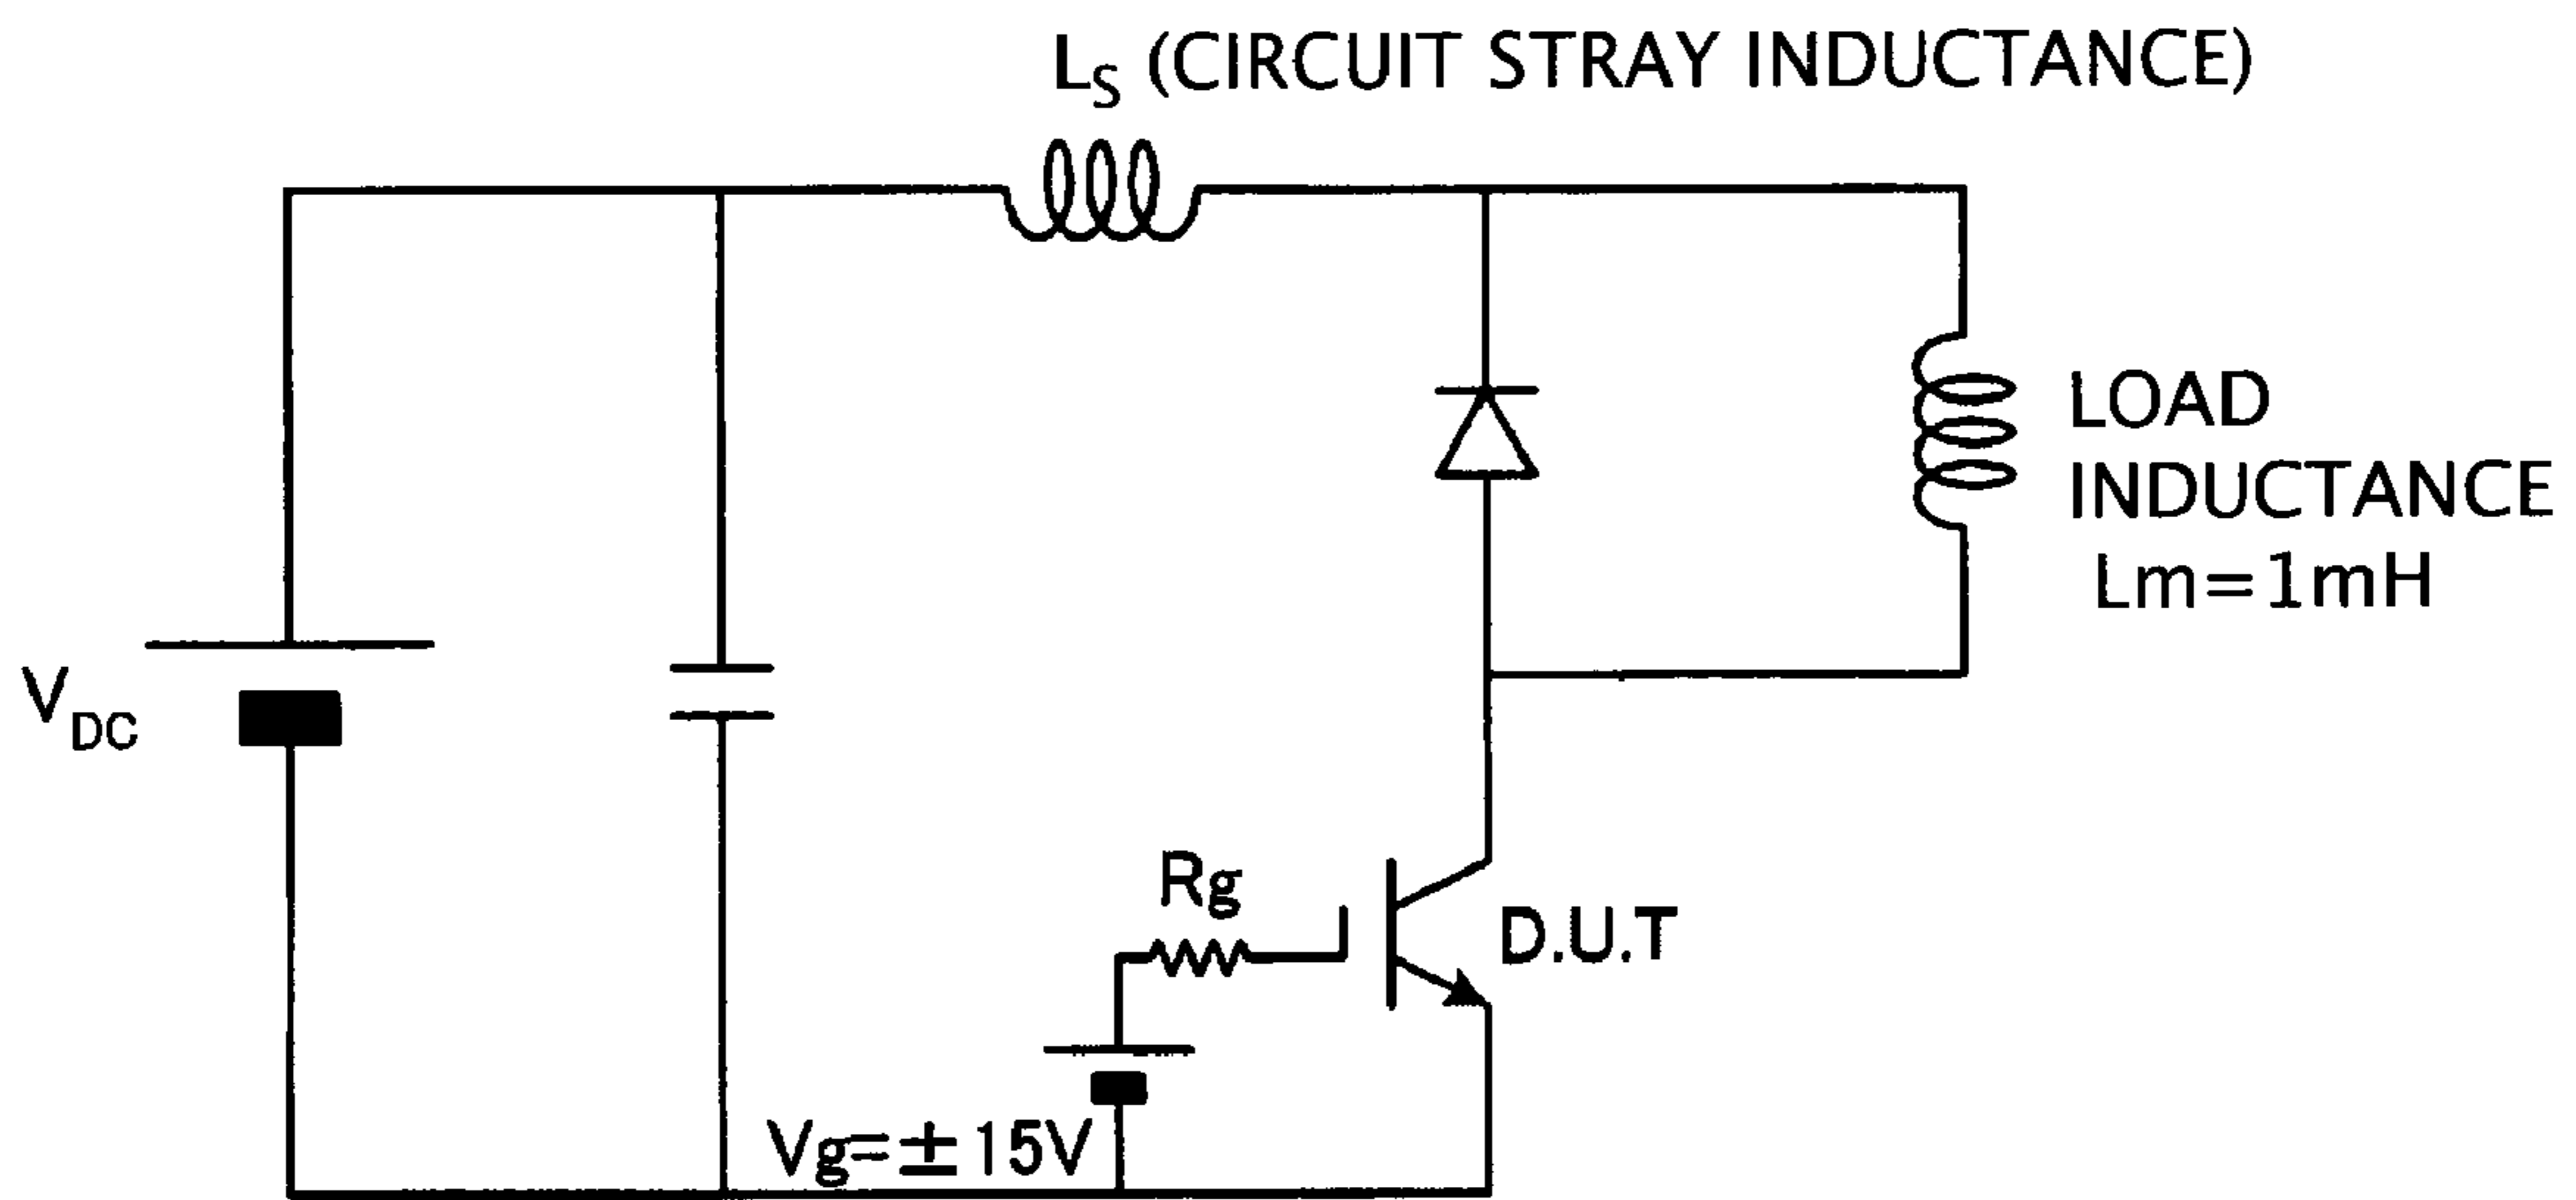 L_S (CIRCUIT STRAY INDUCTANCE)
LOAD
INDUCTANCE
Lm=1mH
V_DC
Rg
D.U.T
Vg=±15V